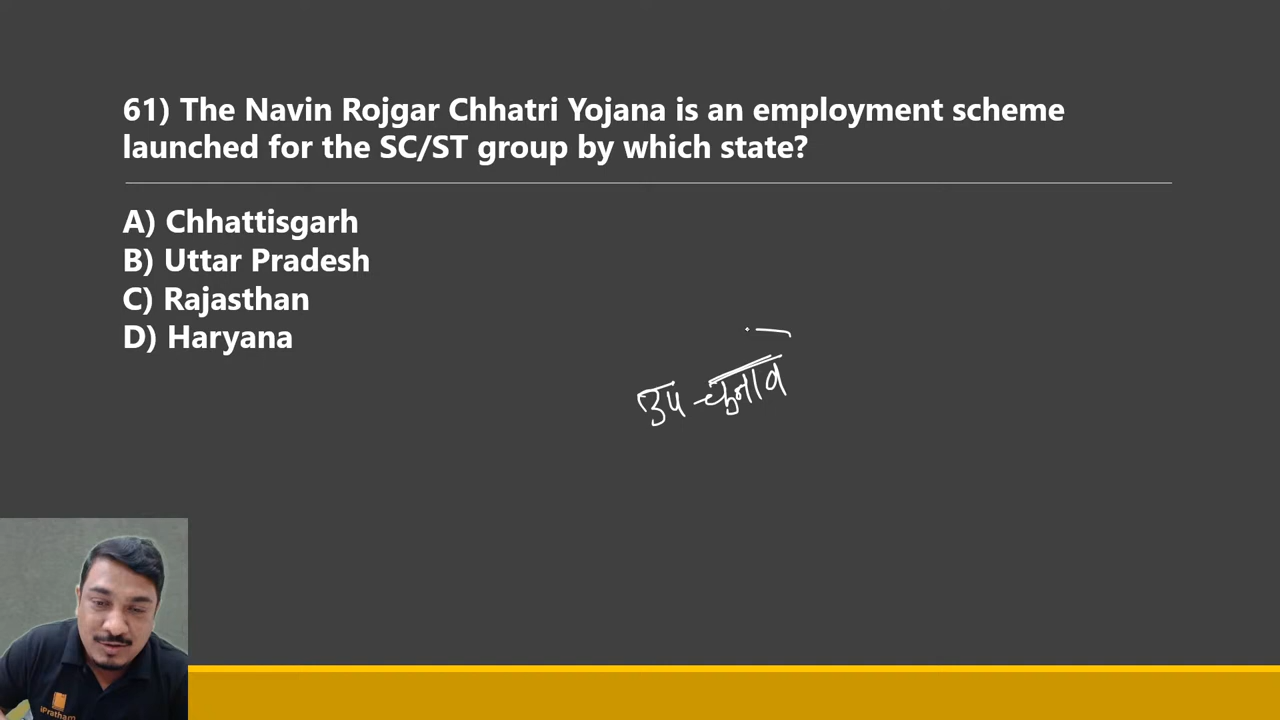 61) The Navin Rojgar Chhatri Yojana is an employment scheme
launched for the SC/ST group by which state?
A) Chhattisgarh
B) Uttar Pradesh
C) Rajasthan
D) Haryana
उप-चुनाव
iPratham